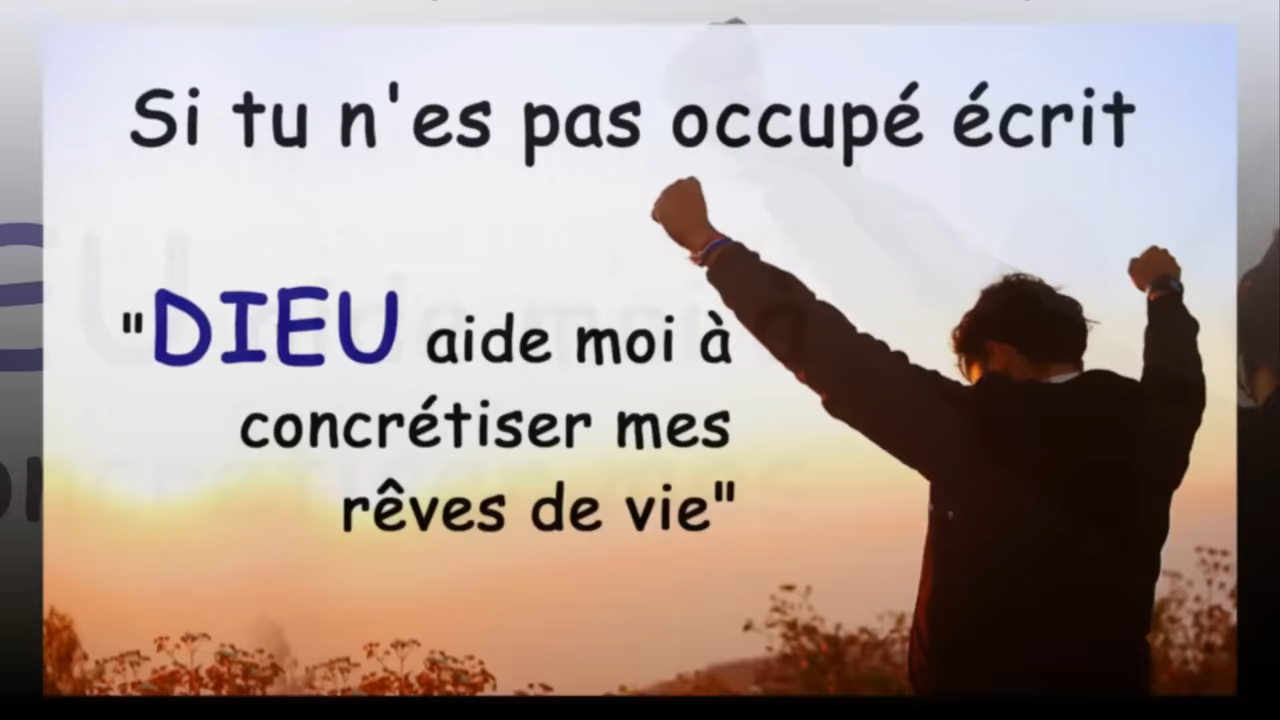 Si tu n'es pas occupé écrit
"DIEU aide moi à
concrétiser mes
rêves de vie"